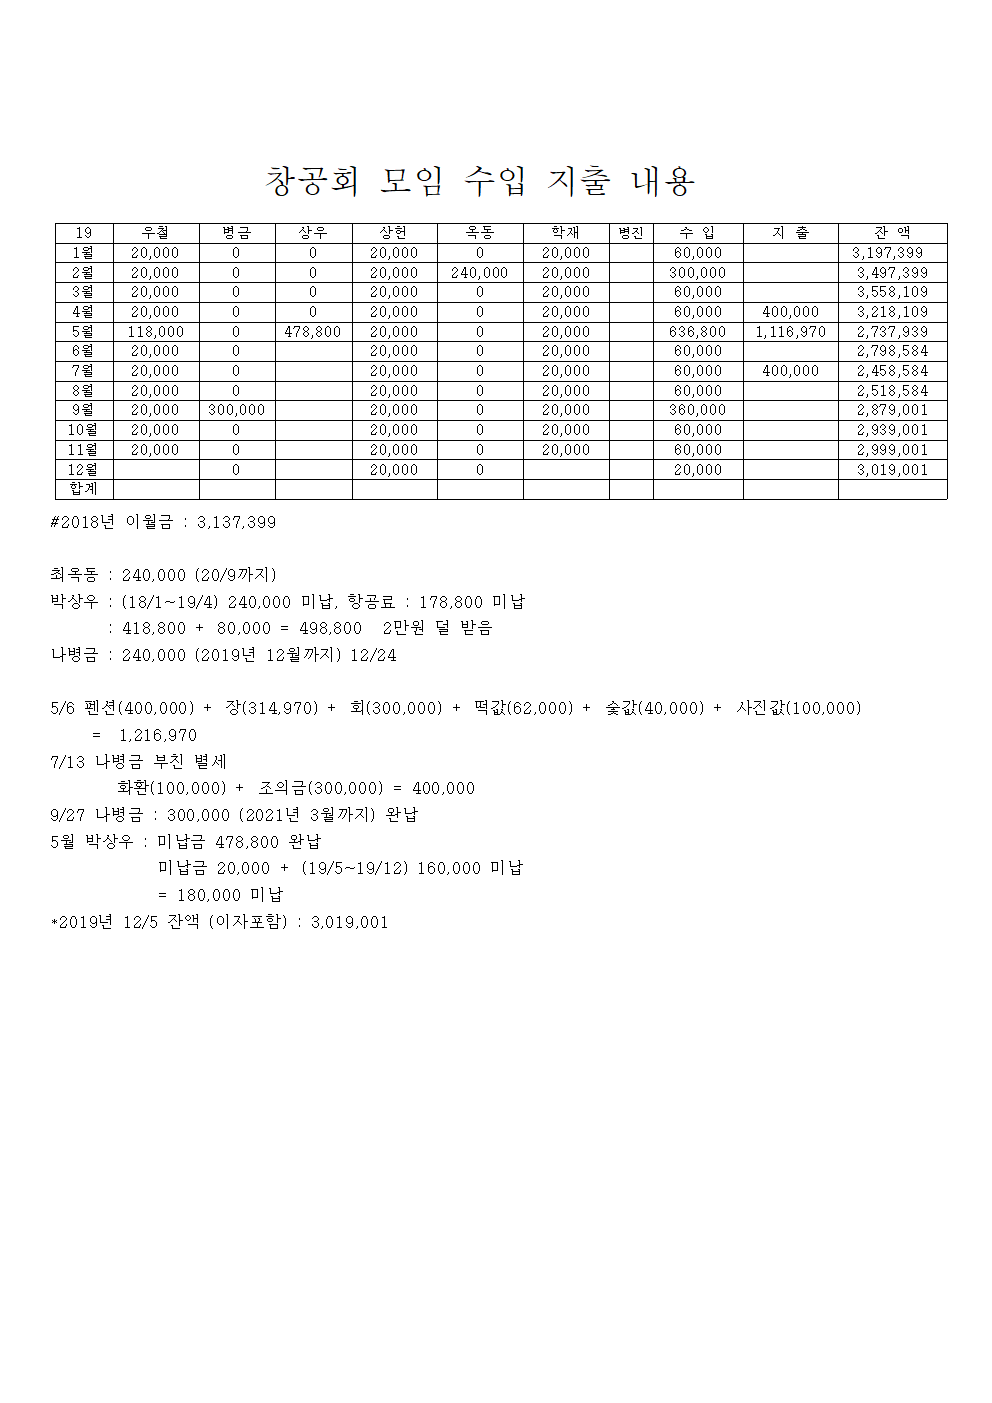 창공회 모임 수입 지출 내용
19 우철 병금 상우 상헌 옥동 학재 병진 수 입 지 출 잔 액
1월 20,000 0 0 20,000 0 20,000 60,000 3,197,399
2월 20,000 0 0 20,000 240,000 20,000 300,000 3,497,399
3월 20,000 0 0 20,000 0 20,000 60,000 3,558,109
4월 20,000 0 0 20,000 0 20,000 60,000 400,000 3,218,109
5월 118,000 0 478,800 20,000 0 20,000 636,800 1,116,970 2,737,939
6월 20,000 0 20,000 0 20,000 60,000 2,798,584
7월 20,000 0 20,000 0 20,000 60,000 400,000 2,458,584
8월 20,000 0 20,000 0 20,000 60,000 2,518,584
9월 20,000 300,000 20,000 0 20,000 360,000 2,879,001
10월 20,000 0 20,000 0 20,000 60,000 2,939,001
11월 20,000 0 20,000 0 20,000 60,000 2,999,001
12월 0 20,000 0 20,000 3,019,001
합계
#2018년 이월금 : 3,137,399
최옥동 : 240,000 (20/9까지)
박상우 : (18/1~19/4) 240,000 미납, 항공료 : 178,800 미납
: 418,800 + 80,000 = 498,800 2만원 덜 받음
나병금 : 240,000 (2019년 12월까지) 12/24
5/6 펜션(400,000) + 장(314,970) + 회(300,000) + 떡값(62,000) + 숯값(40,000) + 사진값(100,000)
= 1,216,970
7/13 나병금 부친 별세
화환(100,000) + 조의금(300,000) = 400,000
9/27 나병금 : 300,000 (2021년 3월까지) 완납
5월 박상우 : 미납금 478,800 완납
미납금 20,000 + (19/5~19/12) 160,000 미납
= 180,000 미납
*2019년 12/5 잔액 (이자포함) : 3,019,001